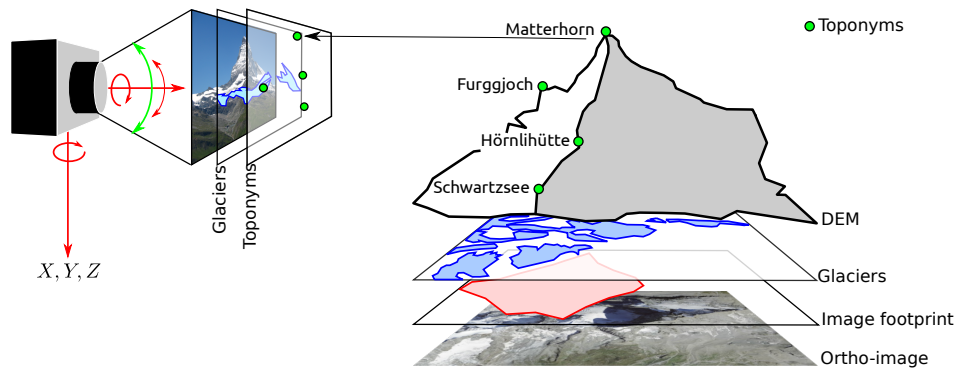 Matterhorn
Toponyms
Furggjoch
Hörnlihütte
Schwartzsee
Glaciers
Toponyms
X, Y, Z
DEM
Glaciers
Image footprint
Ortho-image